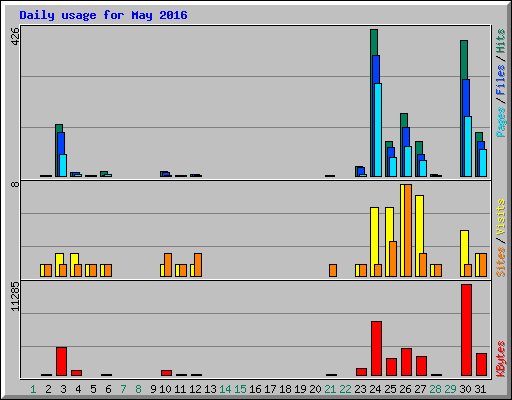 Daily usage for May 2016
426
8
11285
Pages / Files / Hits
Sites / Visits
KBytes
1 2 3 4 5 6 7 8 9 10 11 12 13 14 15 16 17 18 19 20 21 22 23 24 25 26 27 28 29 30 31